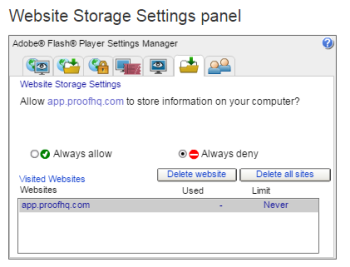 Website Storage Settings panel
Adobe® Flash® Player Settings Manager
Website Storage Settings
Allow app.proofhq.com to store information on your computer?
Always allow Always deny
Visited Websites Delete website Delete all sites
Websites Used Limit
app.proofhq.com - Never